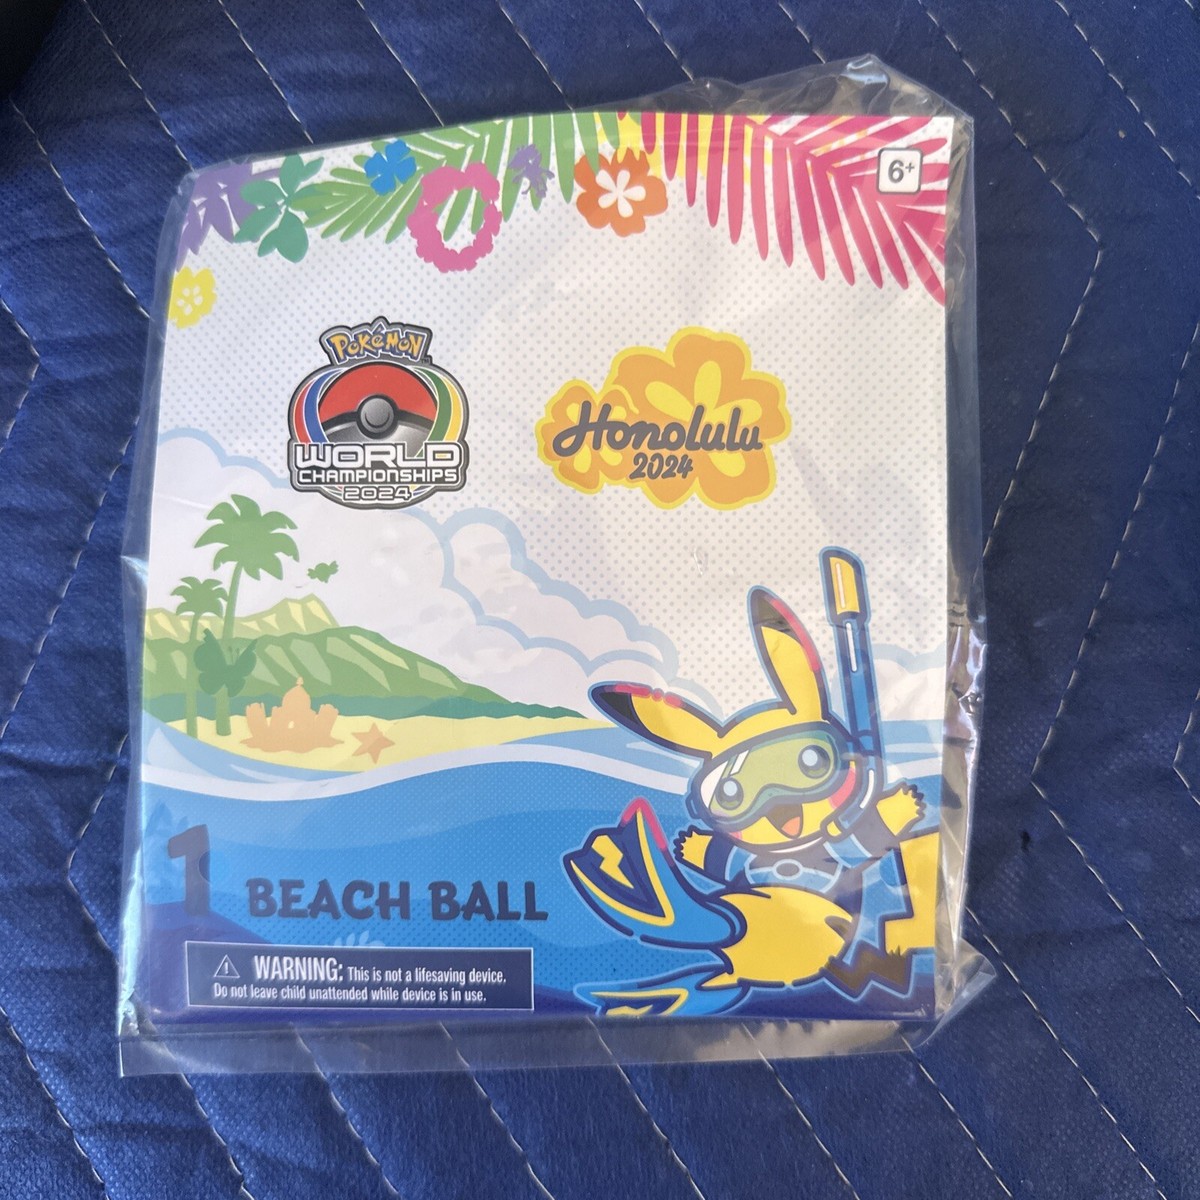 6+
POKéMON
WORLD
CHAMPIONSHIPS
2024
Honolulu
2024
1 BEACH BALL
WARNING: This is not a lifesaving device.
Do not leave child unattended while device is in use.